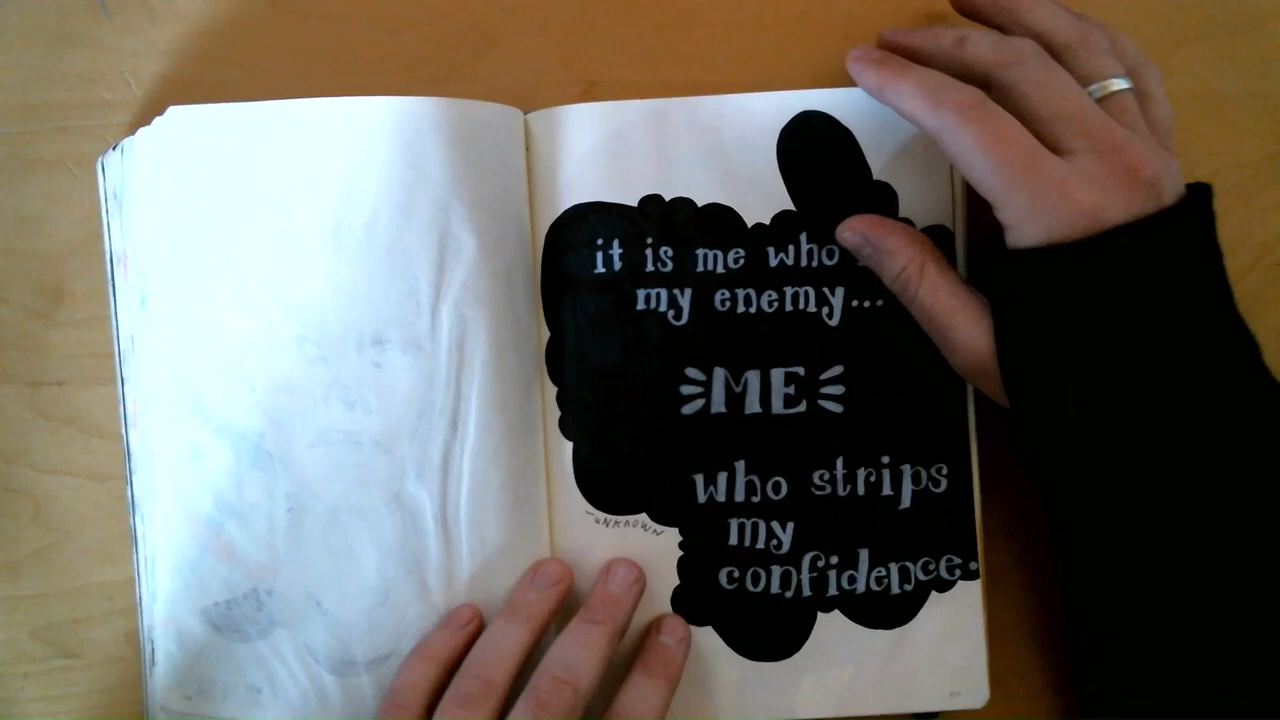 it is me who
my enemy...
ME
who strips
my
confidence.
-unknown